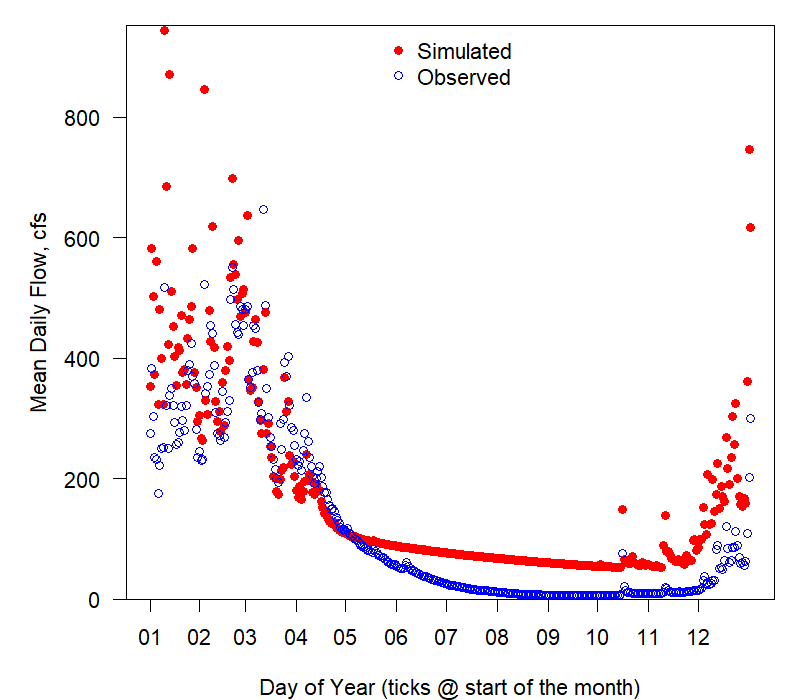 Simulated
Observed
Mean Daily Flow, cfs
800
600
400
200
0
01 02 03 04 05 06 07 08 09 10 11 12
Day of Year (ticks @ start of the month)